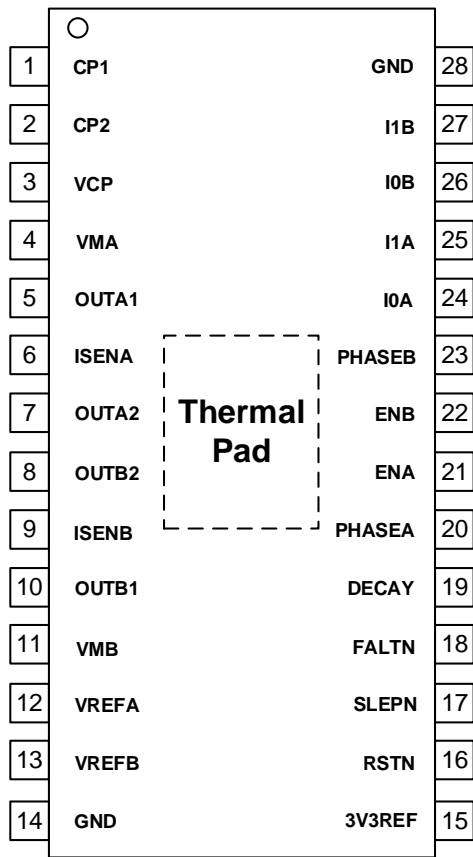 1 CP1 GND 28
2 CP2 I1B 27
3 VCP I0B 26
4 VMA I1A 25
5 OUTA1 I0A 24
6 ISENA PHASEB 23
7 OUTA2 ENB 22
8 OUTB2 ENA 21
9 ISENB PHASEA 20
10 OUTB1 DECAY 19
11 VMB FALTN 18
12 VREFA SLEPN 17
13 VREFB RSTN 16
14 GND 3V3REF 15
Thermal
Pad